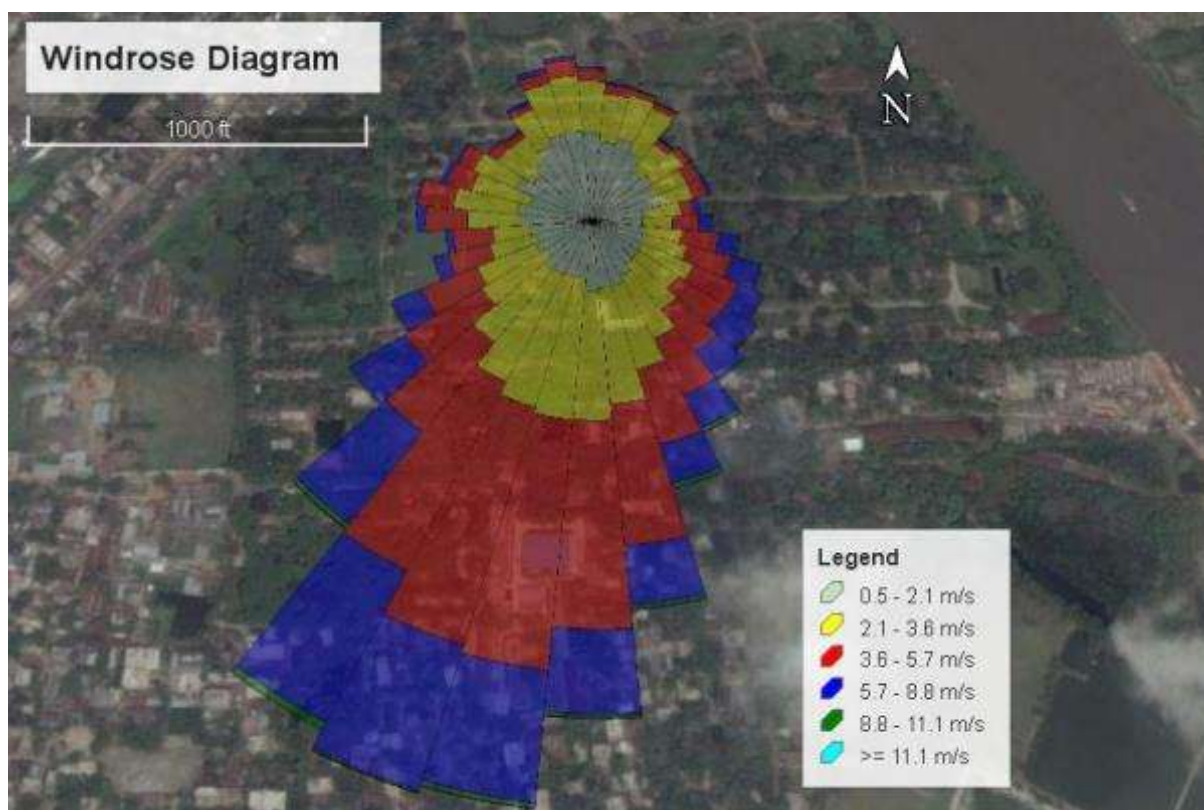 Windrose Diagram
1000 ft
N
Legend
0.5 - 2.1 m/s
2.1 - 3.6 m/s
3.6 - 5.7 m/s
5.7 - 8.8 m/s
8.8 - 11.1 m/s
>= 11.1 m/s